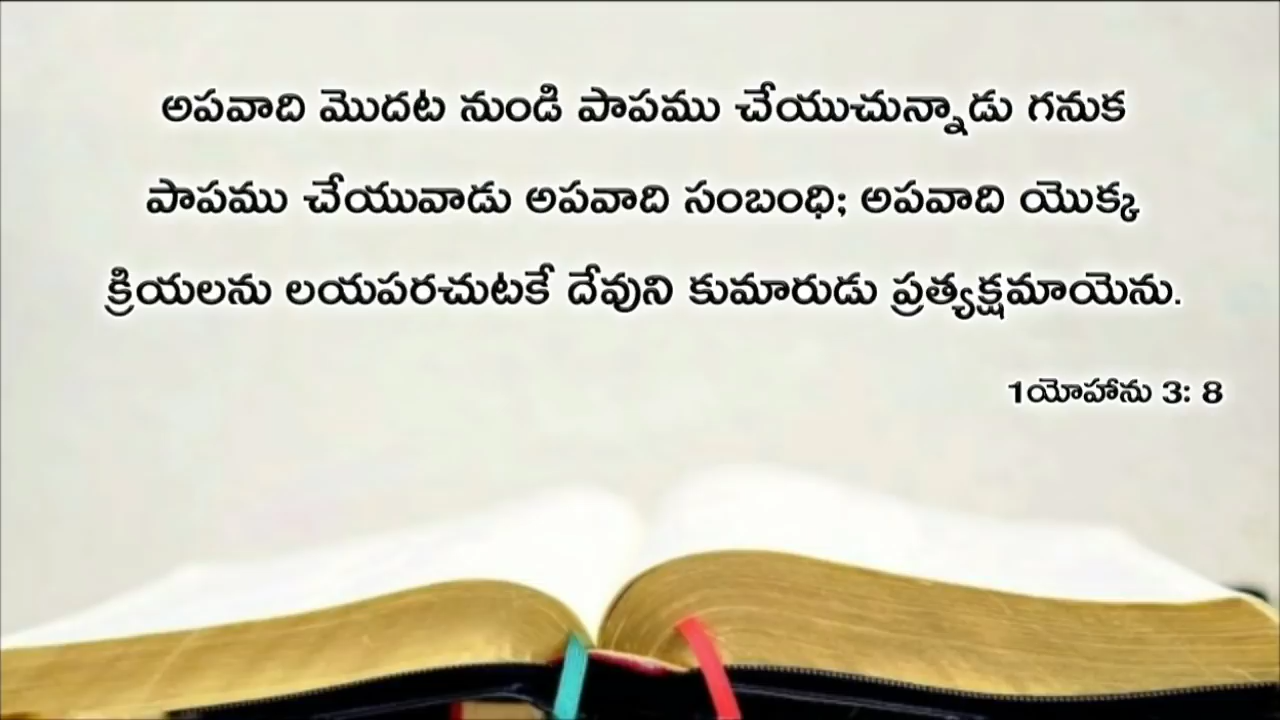 అపవాది మొదట నుండి పాపము చేయుచున్నాడు గనుక
పాపము చేయువాడు అపవాది సంబంధి; అపవాది యొక్క
క్రియలను లయపరచుటకే దేవుని కుమారుడు ప్రత్యక్షమాయెను.
1యోహాను 3: 8